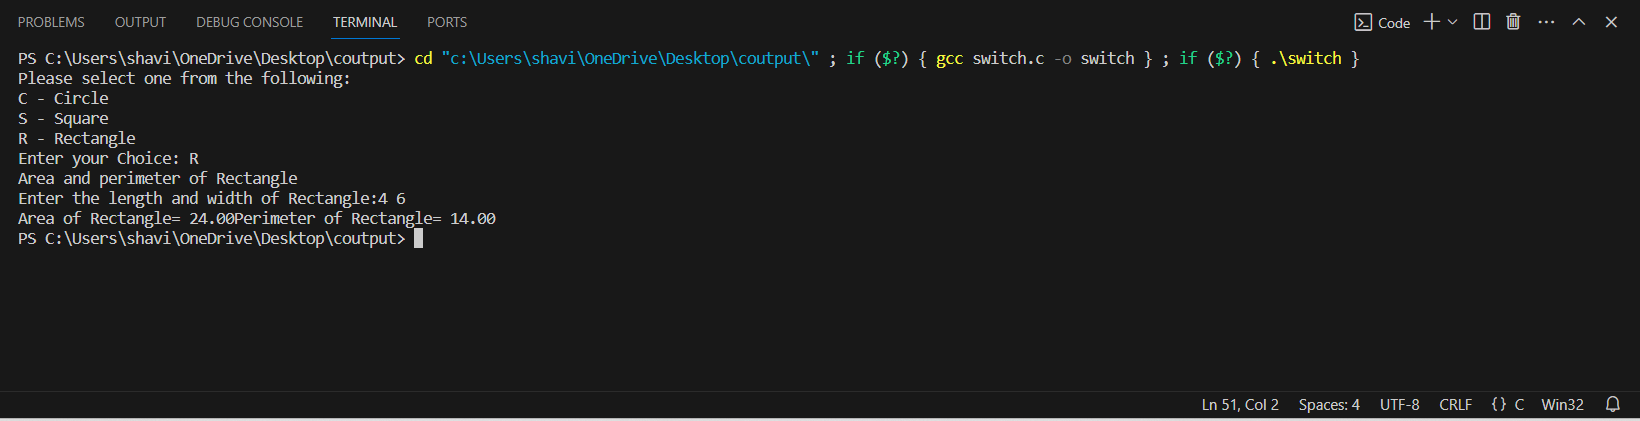 PROBLEMS OUTPUT DEBUG CONSOLE TERMINAL PORTS Code
PS C:\Users\shavi\OneDrive\Desktop\coutput> cd "c:\Users\shavi\OneDrive\Desktop\coutput\" ; if ($?) { gcc switch.c -o switch } ; if ($?) { .\switch }
Please select one from the following:
C - Circle
S - Square
R - Rectangle
Enter your Choice: R
Area and perimeter of Rectangle
Enter the length and width of Rectangle:4 6
Area of Rectangle= 24.00Perimeter of Rectangle= 14.00
PS C:\Users\shavi\OneDrive\Desktop\coutput>
Ln 51, Col 2 Spaces: 4 UTF-8 CRLF {} C Win32